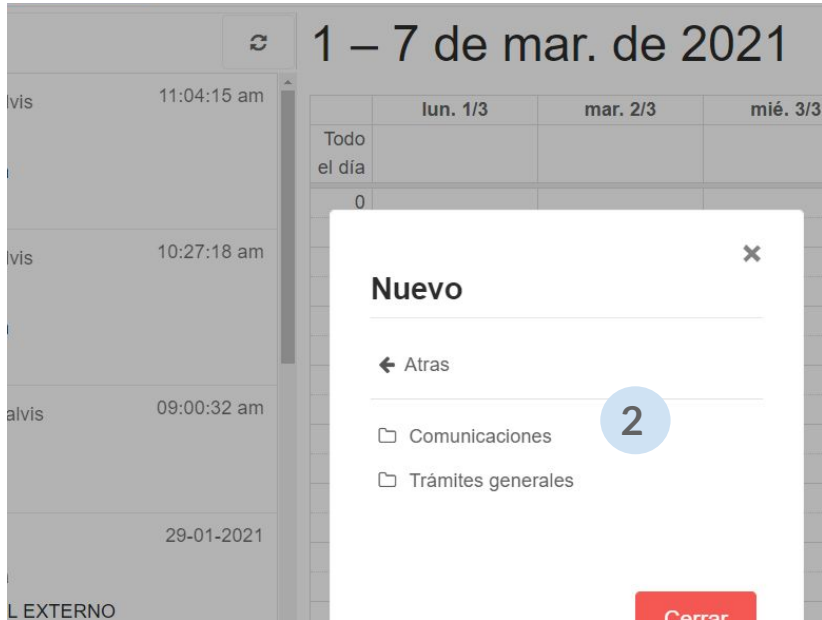 1 – 7 de mar. de 2021
lvis 11:04:15 am
lvis 10:27:18 am
alvis 09:00:32 am
29-01-2021
L EXTERNO
lun. 1/3 mar. 2/3 mié. 3/3
Todo
el día
0
Nuevo
Atras
2
Comunicaciones
Trámites generales
Cerrar